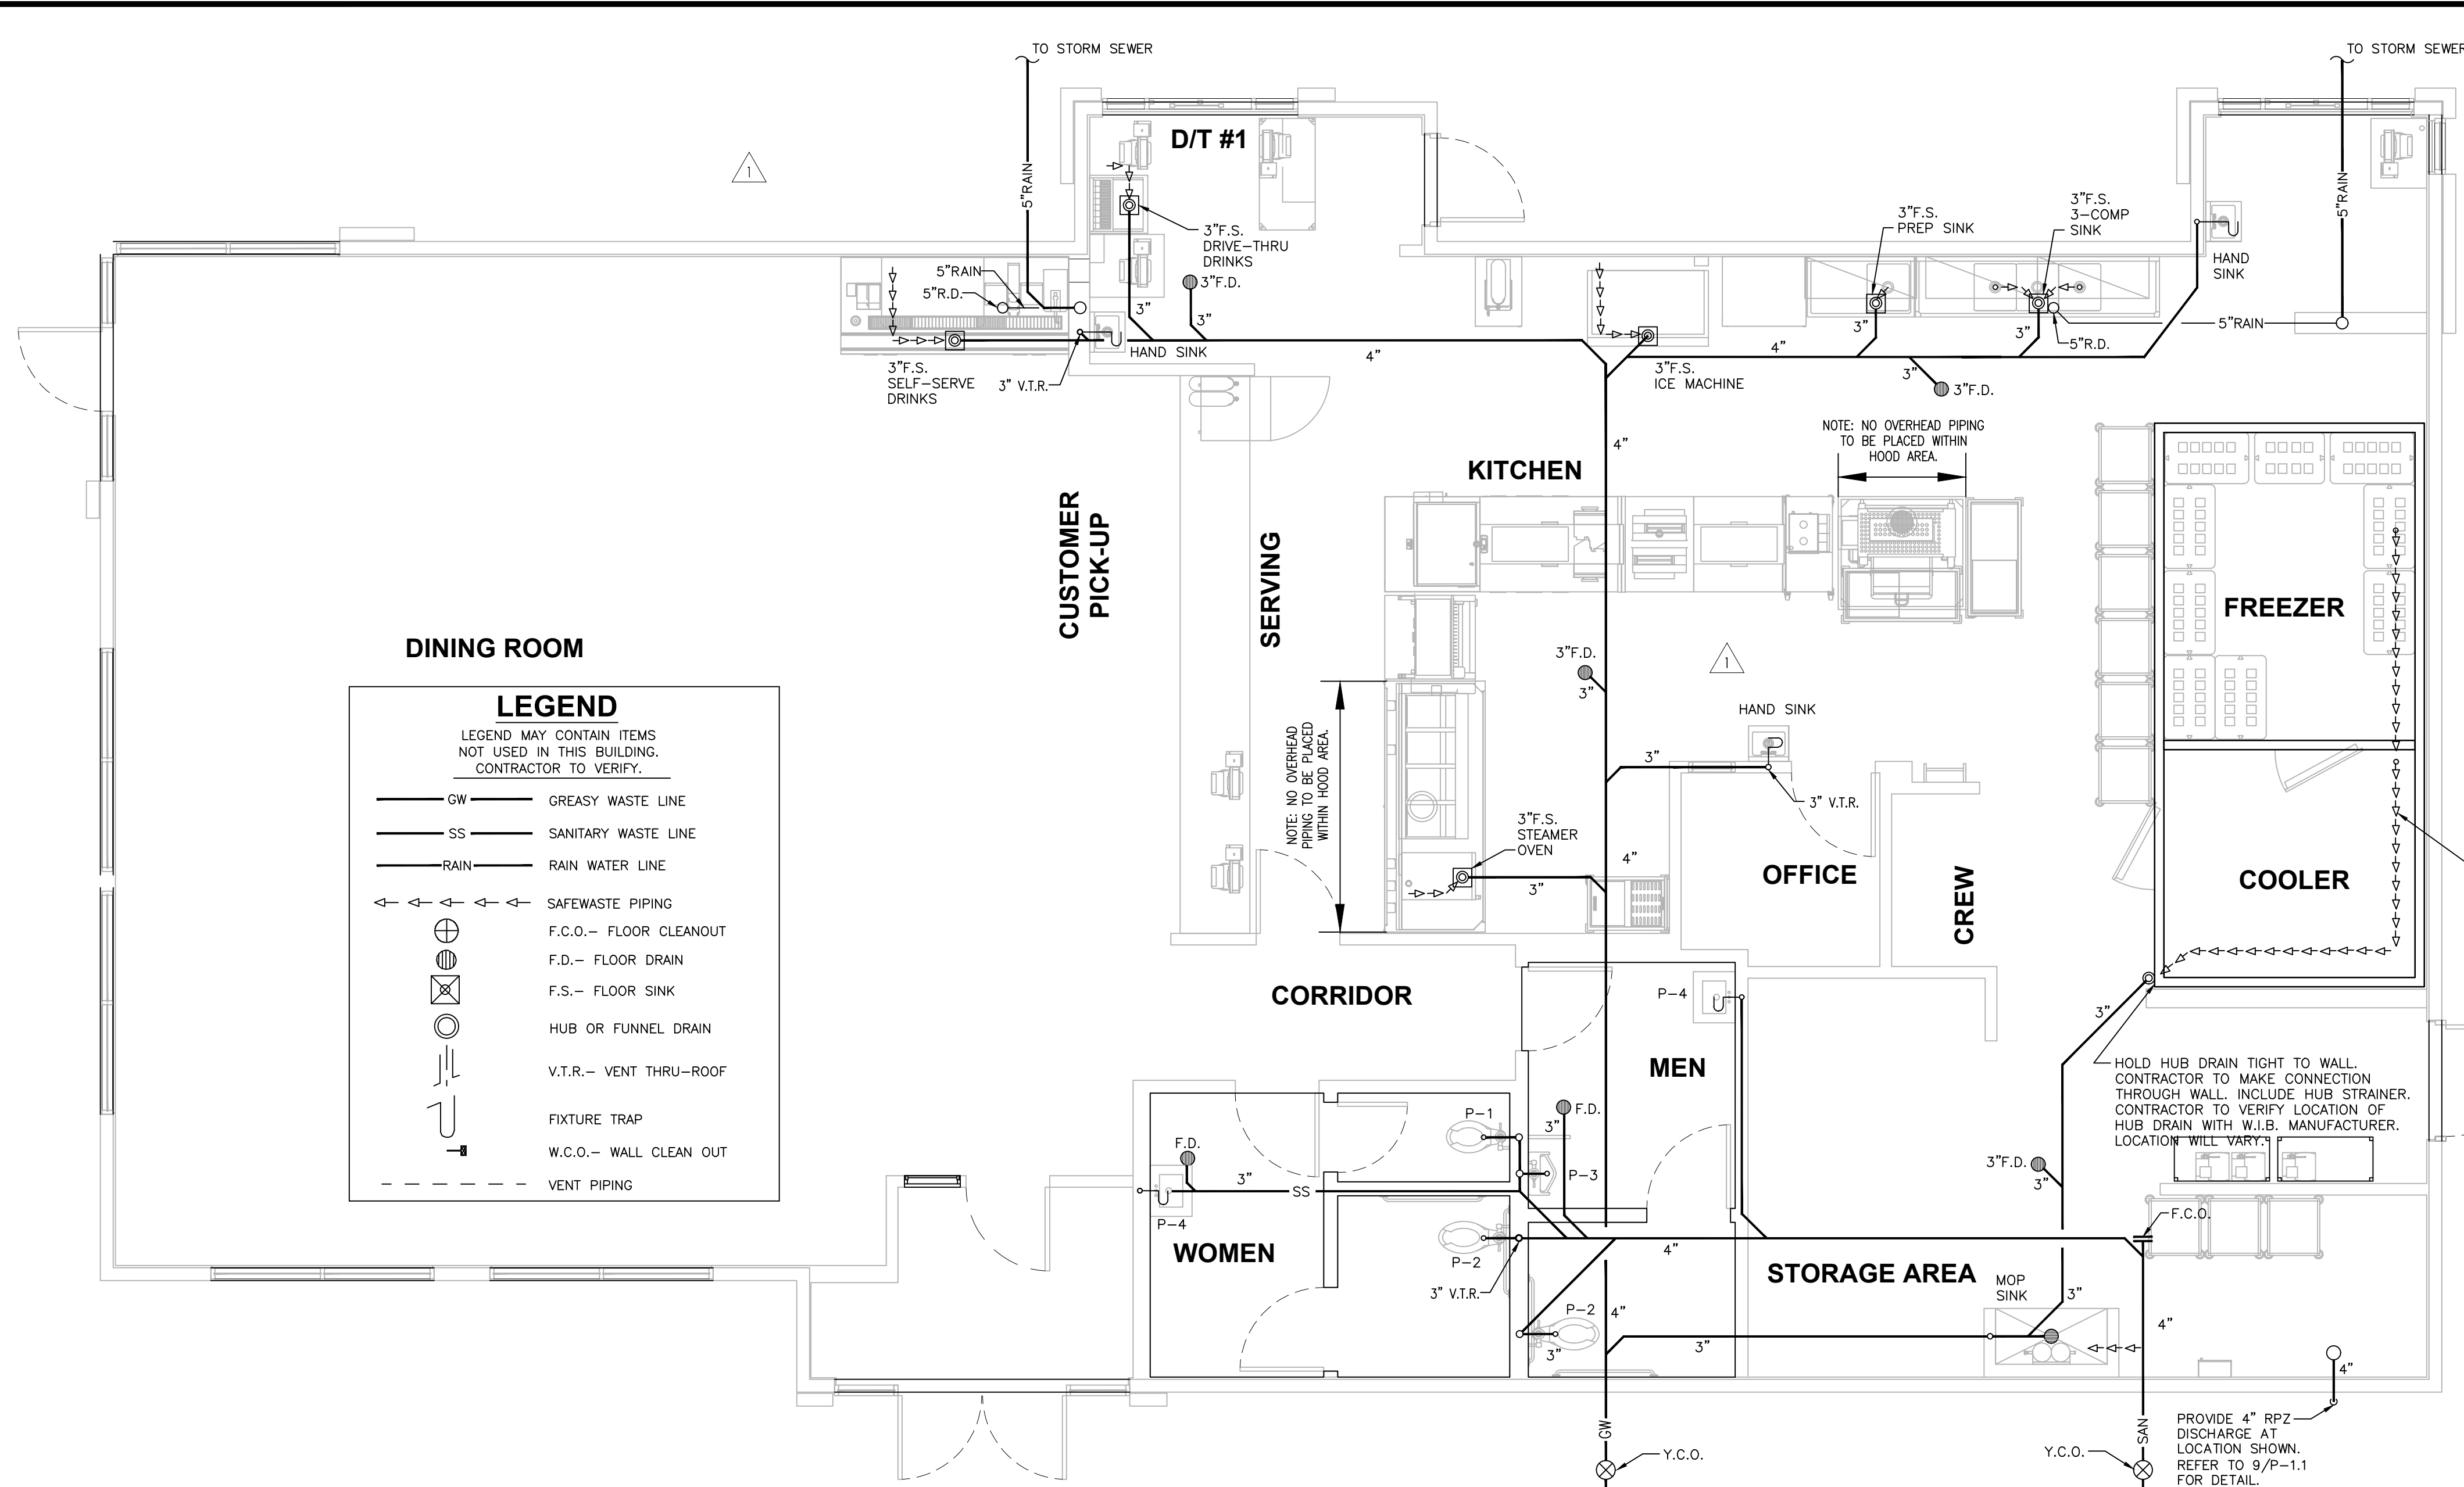 TO STORM SEWER
TO STORM SEWER
5"RAIN
5"RAIN
1
D/T #1
3"F.S.
DRIVE-THRU
DRINKS
3"F.D.
3"
3"
5"RAIN
5"R.D.
HAND SINK
3"F.S.
SELF-SERVE
DRINKS
3" V.T.R.
4"
3"F.S.
ICE MACHINE
4"
3"F.S.
PREP SINK
3"
3"F.S.
3-COMP
SINK
3"
5"R.D.
5"RAIN
HAND
SINK
3"
3"F.D.
4"
KITCHEN
NOTE: NO OVERHEAD PIPING
TO BE PLACED WITHIN
HOOD AREA.
CUSTOMER
PICK-UP
SERVING
DINING ROOM
FREEZER
COOLER
3"F.D.
3"
1
HAND SINK
3"
3" V.T.R.
NOTE: NO OVERHEAD
PIPING TO BE PLACED
WITHIN HOOD AREA.
3"F.S.
STEAMER
OVEN
3"
4"
OFFICE
CREW
LEGEND
LEGEND MAY CONTAIN ITEMS
NOT USED IN THIS BUILDING.
CONTRACTOR TO VERIFY.
GW GREASY WASTE LINE
SS SANITARY WASTE LINE
RAIN RAIN WATER LINE
SAFEWASTE PIPING
F.C.O.- FLOOR CLEANOUT
F.D.- FLOOR DRAIN
F.S.- FLOOR SINK
HUB OR FUNNEL DRAIN
V.T.R.- VENT THRU-ROOF
FIXTURE TRAP
W.C.O.- WALL CLEAN OUT
VENT PIPING
CORRIDOR
P-4
MEN
3"
HOLD HUB DRAIN TIGHT TO WALL.
CONTRACTOR TO MAKE CONNECTION
THROUGH WALL. INCLUDE HUB STRAINER.
CONTRACTOR TO VERIFY LOCATION OF
HUB DRAIN WITH W.I.B. MANUFACTURER.
LOCATION WILL VARY.
P-1
F.D.
3"
P-3
F.D.
3"
SS
P-4
WOMEN
P-2
3" V.T.R.
4"
P-2
3"
4"
STORAGE AREA
3"F.D.
3"
F.C.O.
MOP
SINK
3"
3"
4"
4"
GW
Y.C.O.
SAN
Y.C.O.
PROVIDE 4" RPZ
DISCHARGE AT
LOCATION SHOWN.
REFER TO 9/P-1.1
FOR DETAIL.